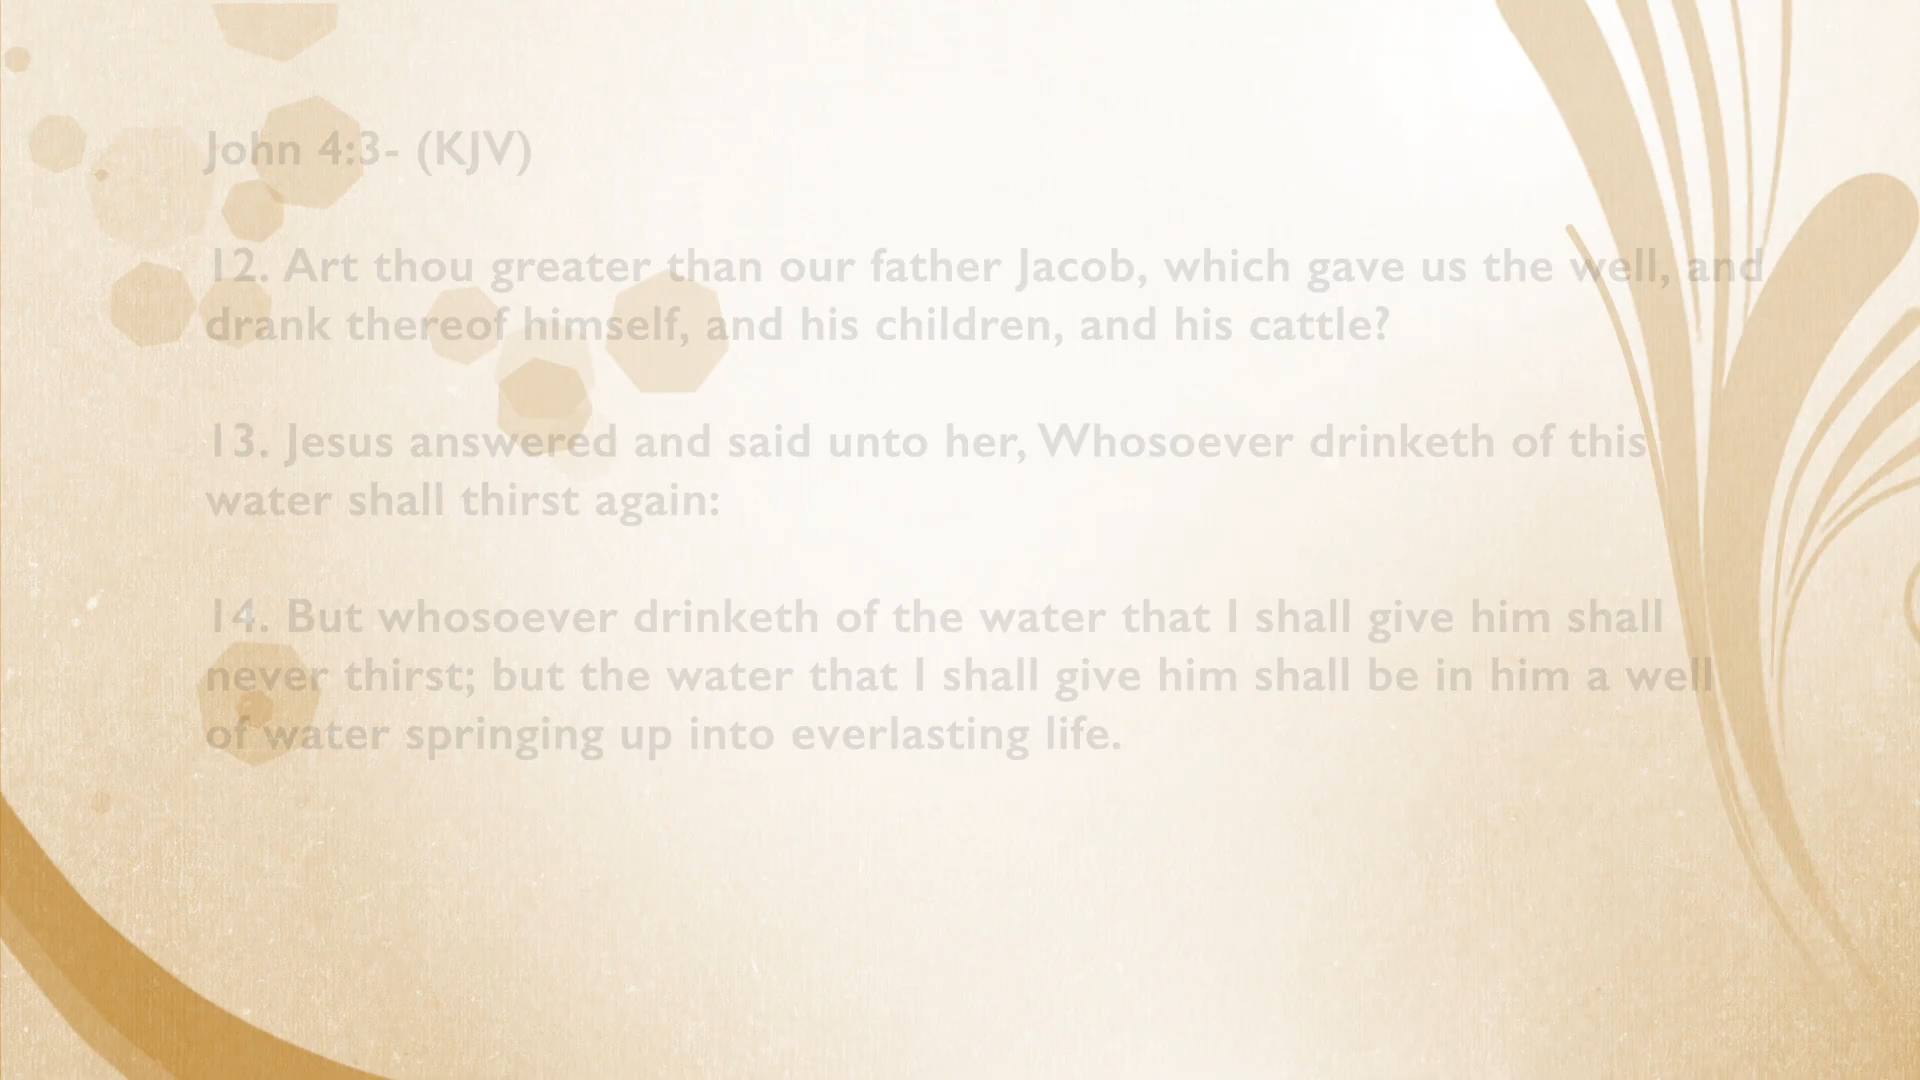 John 4:3- (KJV)
12. Art thou greater than our father Jacob, which gave us the well, and
drank thereof himself, and his children, and his cattle?
13. Jesus answered and said unto her, Whosoever drinketh of this
water shall thirst again:
14. But whosoever drinketh of the water that I shall give him shall
never thirst; but the water that I shall give him shall be in him a well
of water springing up into everlasting life.